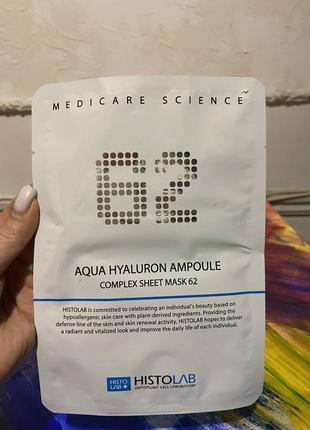 MEDICARE SCIENCE
62
AQUA HYALURON AMPOULE
COMPLEX SHEET MASK 62
HISTOLAB is committed to celebrating an individual's beauty based on
hypoallergenic skin care with plant-derived ingredients. Providing the
defense line of the skin and skin renewal activity, HISTOLAB hopes to deliver
a radiant and vitalized look and improve the daily life of each individual.
HISTO
LAB+
HISTOLAB
HISTOPLANT CELL LABORATORY